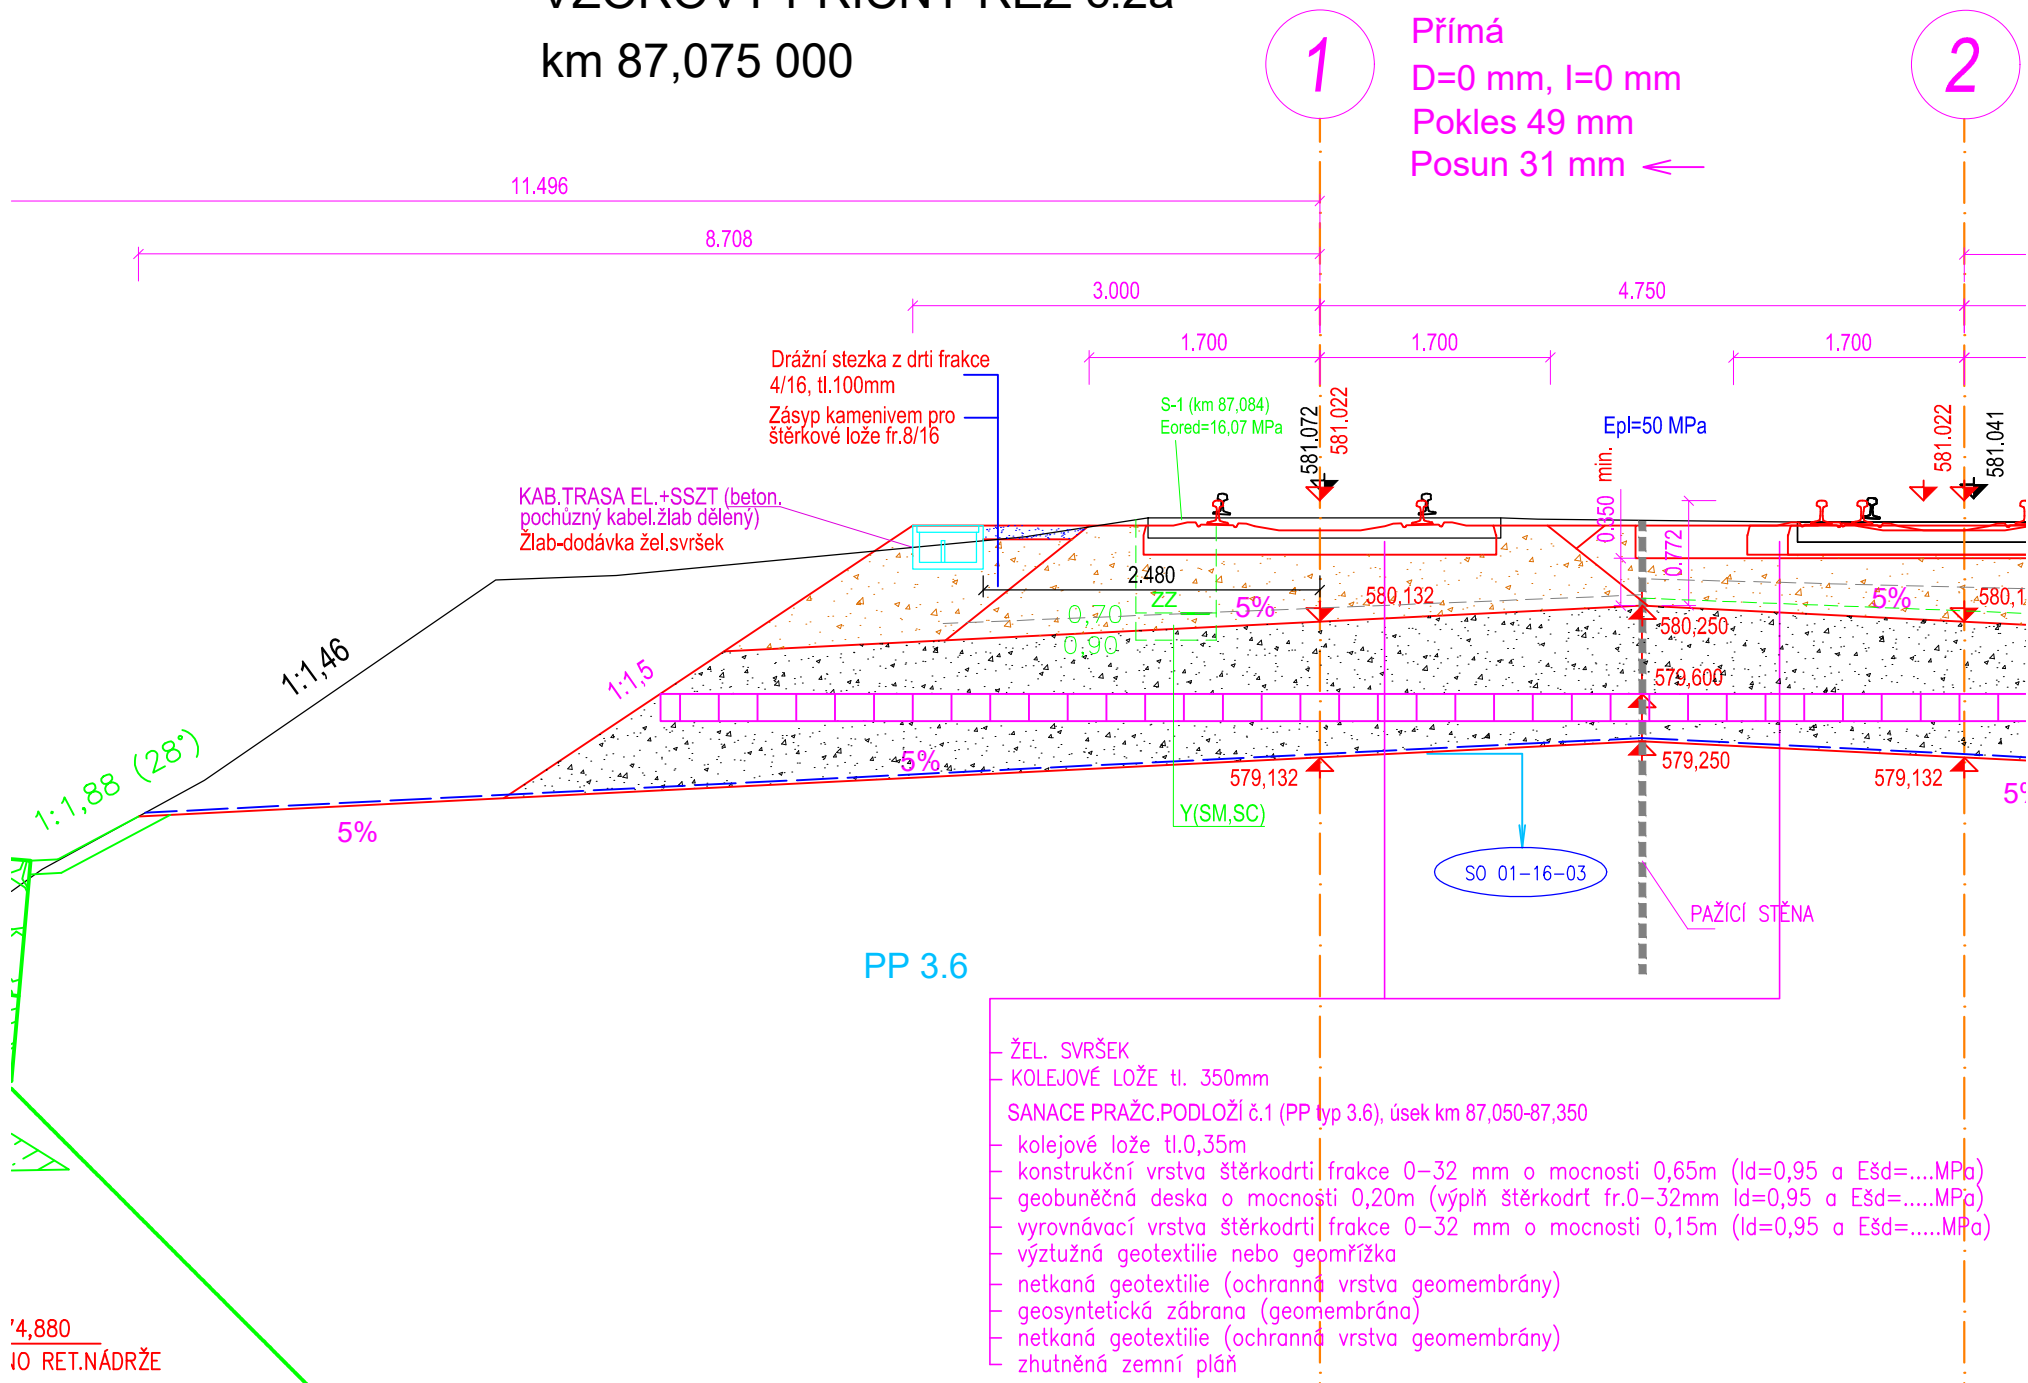 km 87,075 000
1
Přímá
D=0 mm, I=0 mm
Pokles 49 mm
Posun 31 mm
2
11.496
8.708
3.000
4.750
1.700
1.700
1.700
Drážní stezka z drti frakce
4/16, tl.100mm
Zásyp kamenivem pro
štěrkové lože fr.8/16
S-1 (km 87,084)
Eored=16,07 MPa
581.072
581.022
Epl=50 MPa
581.022
581.041
KAB.TRASA EL.+SSZT (beton.
pochůzný kabel.žlab dělený)
Žlab-dodávka žel.svršek
0.350 min.
0.772
2.480
ZZ
0,70
0,90
5%
580,132
5%
580,1
580,250
1:1,46
1:1,5
579,600
1:1,88 (28°)
5%
579,132
579,250
579,132
5%
5%
Y(SM,SC)
SO 01-16-03
PAŽÍCÍ STĚNA
PP 3.6
ŽEL. SVRŠEK
KOLEJOVÉ LOŽE tl. 350mm
SANACE PRAŽC.PODLOŽÍ č.1 (PP typ 3.6), úsek km 87,050-87,350
kolejové lože tl.0,35m
konstrukční vrstva štěrkodrti frakce 0-32 mm o mocnosti 0,65m (Id=0,95 a Ešd=....MPa)
geobuněčná deska o mocnosti 0,20m (výplň štěrkodrť fr.0-32mm Id=0,95 a Ešd=.....MPa)
vyrovnávací vrstva štěrkodrti frakce 0-32 mm o mocnosti 0,15m (Id=0,95 a Ešd=.....MPa)
výztužná geotextilie nebo geomřížka
netkaná geotextilie (ochranná vrstva geomembrány)
geosyntetická zábrana (geomembrána)
netkaná geotextilie (ochranná vrstva geomembrány)
zhutněná zemní pláň
74,880
NO RET.NÁDRŽE